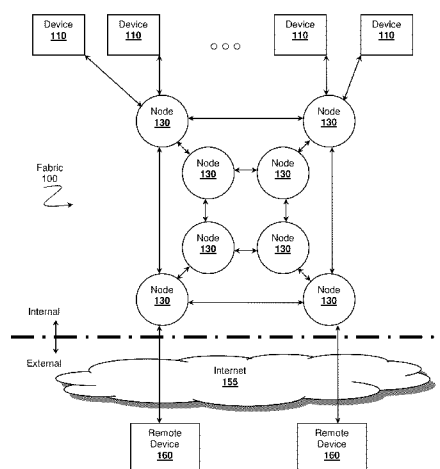 Device
110
Device
110
Device
110
Device
110
Node
130
Node
130
Node
130
Node
130
Fabric
100
Node
130
Node
130
Node
130
Node
130
Internal
External
Internet
155
Remote
Device
160
Remote
Device
160